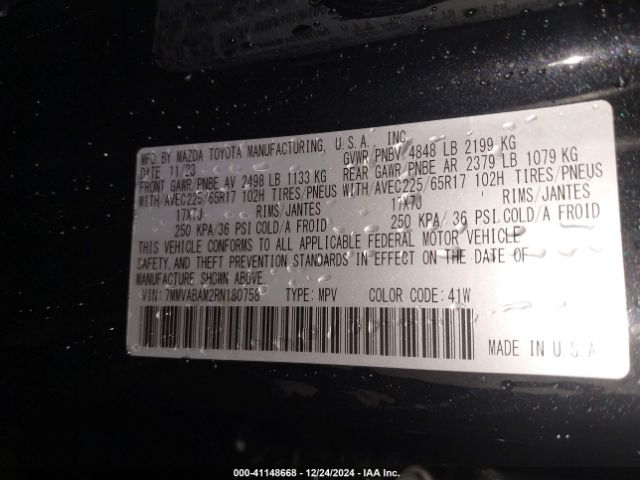 MFD. BY MAZDA TOYOTA MANUFACTURING, U.S.A., INC.
DATE 11/23 GVWR/PNBV 4848 LB 2199 KG
FRONT GAWR/PNBE AV 2498 LB 1133 KG REAR GAWR/PNBE AR 2379 LB 1079 KG
WITH/AVEC225/65R17 102H TIRES/PNEUS WITH/AVEC225/65R17 102H TIRES/PNEUS
17X7J RIMS/JANTES 17X7J RIMS/JANTES
250 KPA/36 PSI COLD/A FROID 250 KPA/36 PSI COLD/A FROID
THIS VEHICLE CONFORMS TO ALL APPLICABLE FEDERAL MOTOR VEHICLE
SAFETY, AND THEFT PREVENTION STANDARDS IN EFFECT ON THE DATE OF
MANUFACTURE SHOWN ABOVE.
VIN: 7MMVABAM2RN180758 TYPE: MPV COLOR CODE: 41W
MADE IN U.S.A
000-41148668 - 12/24/2024 - IAA Inc.